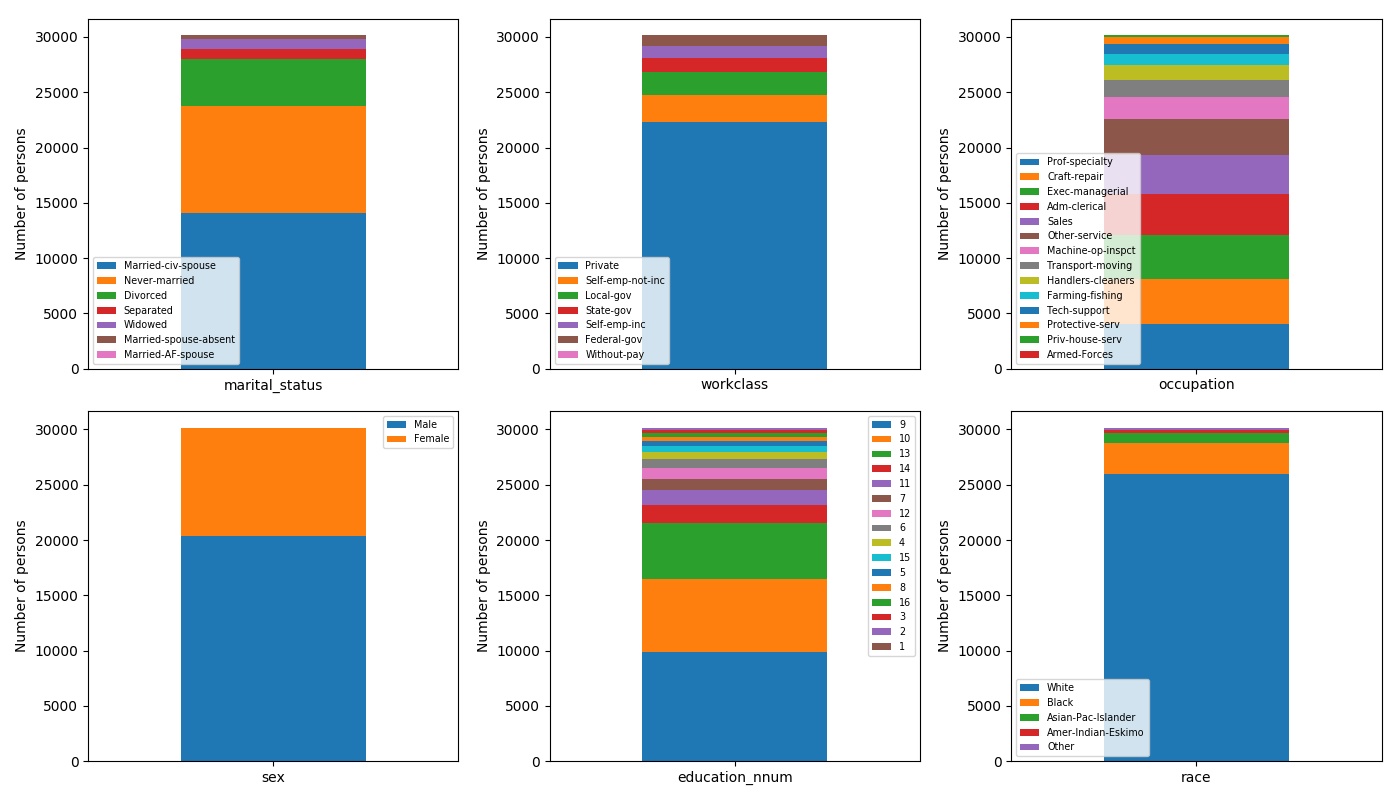 30000
25000
20000
15000
10000
5000
0
Number of persons
Married-civ-spouse
Never-married
Divorced
Separated
Widowed
Married-spouse-absent
Married-AF-spouse
marital_status
30000
25000
20000
15000
10000
5000
0
Number of persons
Private
Self-emp-not-inc
Local-gov
State-gov
Self-emp-inc
Federal-gov
Without-pay
workclass
30000
25000
20000
15000
10000
5000
0
Number of persons
Prof-specialty
Craft-repair
Exec-managerial
Adm-clerical
Sales
Other-service
Machine-op-inspct
Transport-moving
Handlers-cleaners
Farming-fishing
Tech-support
Protective-serv
Priv-house-serv
Armed-Forces
occupation
30000
25000
20000
15000
10000
5000
0
Number of persons
Male
Female
sex
30000
25000
20000
15000
10000
5000
0
Number of persons
9
10
13
14
11
7
12
6
4
15
5
8
16
3
2
1
education_nnum
30000
25000
20000
15000
10000
5000
0
Number of persons
White
Black
Asian-Pac-Islander
Amer-Indian-Eskimo
Other
race